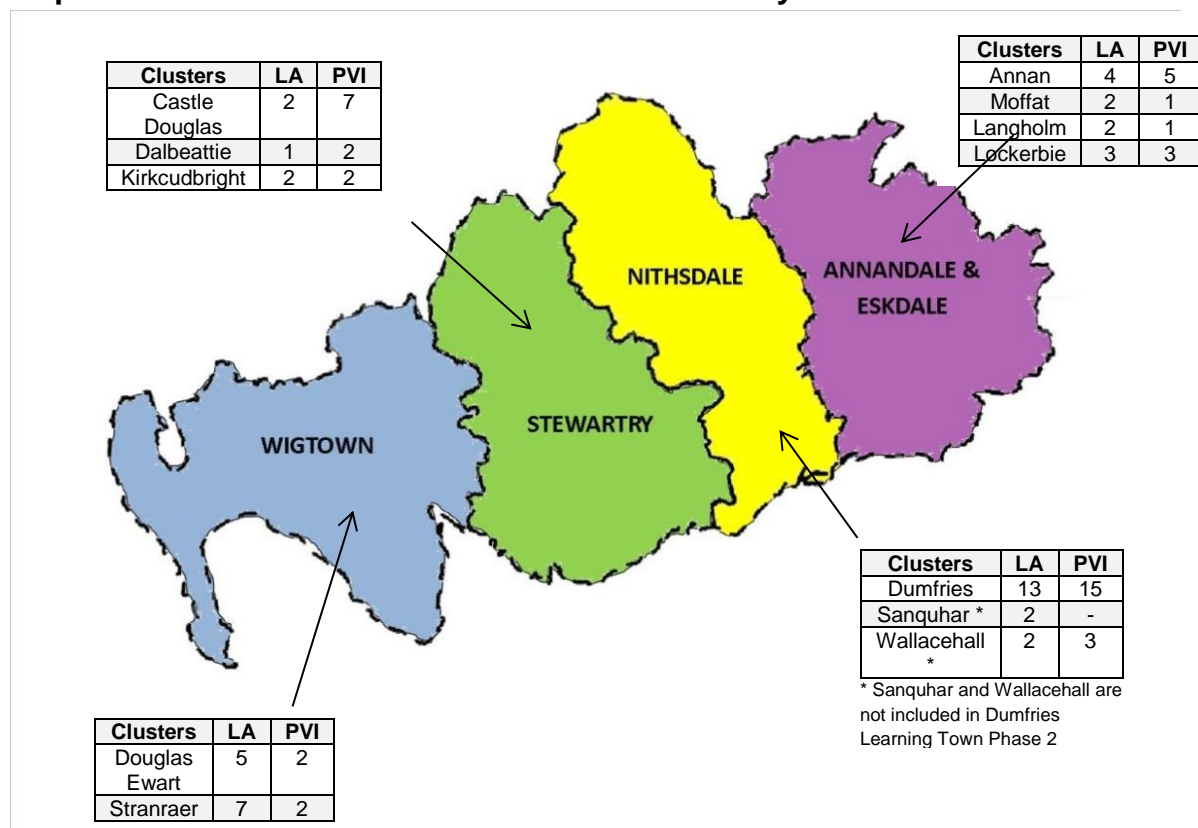 Clusters LA PVI
Castle 2 7
Douglas
Dalbeattie 1 2
Kirkcudbright 2 2
Clusters LA PVI
Annan 4 5
Moffat 2 1
Langholm 2 1
Lockerbie 3 3
NITHSDALE
ANNANDALE &
ESKDALE
STEWARTRY
WIGTOWN
Clusters LA PVI
Dumfries 13 15
Sanquhar * 2 -
Wallacehall 2 3
*
* Sanquhar and Wallacehall are
not included in Dumfries
Learning Town Phase 2
Clusters LA PVI
Douglas 5 2
Ewart
Stranraer 7 2